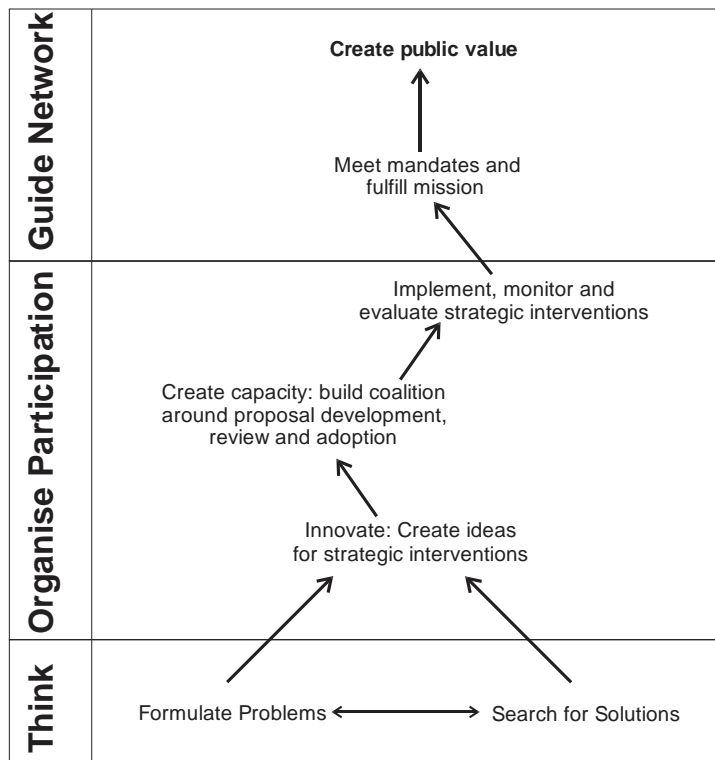 Guide Network
Create public value
Meet mandates and
fulfill mission
Organise Participation
Implement, monitor and
evaluate strategic interventions
Create capacity: build coalition
around proposal development,
review and adoption
Innovate: Create ideas
for strategic interventions
Think
Formulate Problems
Search for Solutions